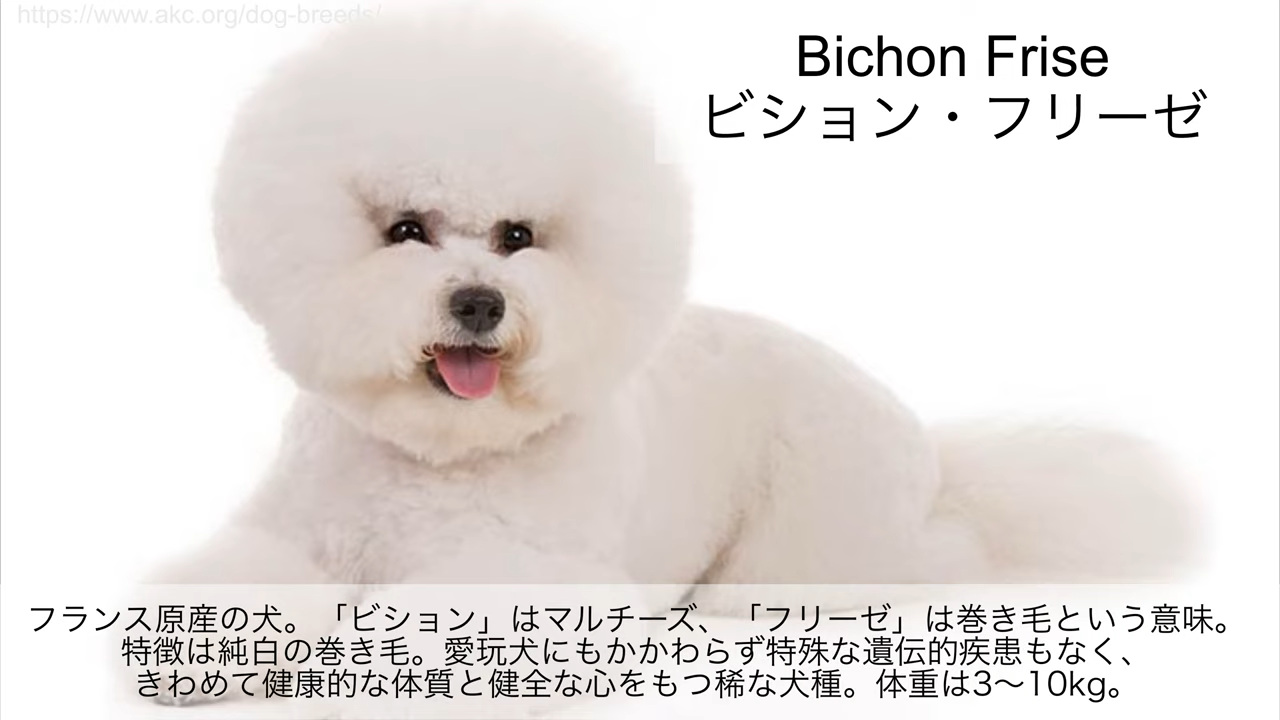 https://www.akc.org/dog-breeds/
Bichon Frise
ビション・フリーゼ
フランス原産の犬。「ビション」はマルチーズ、「フリーゼ」は巻き毛という意味。
特徴は純白の巻き毛。愛玩犬にもかかわらず特殊な遺伝的疾患もなく、
きわめて健康的な体質と健全な心をもつ稀な犬種。体重は3〜10kg。